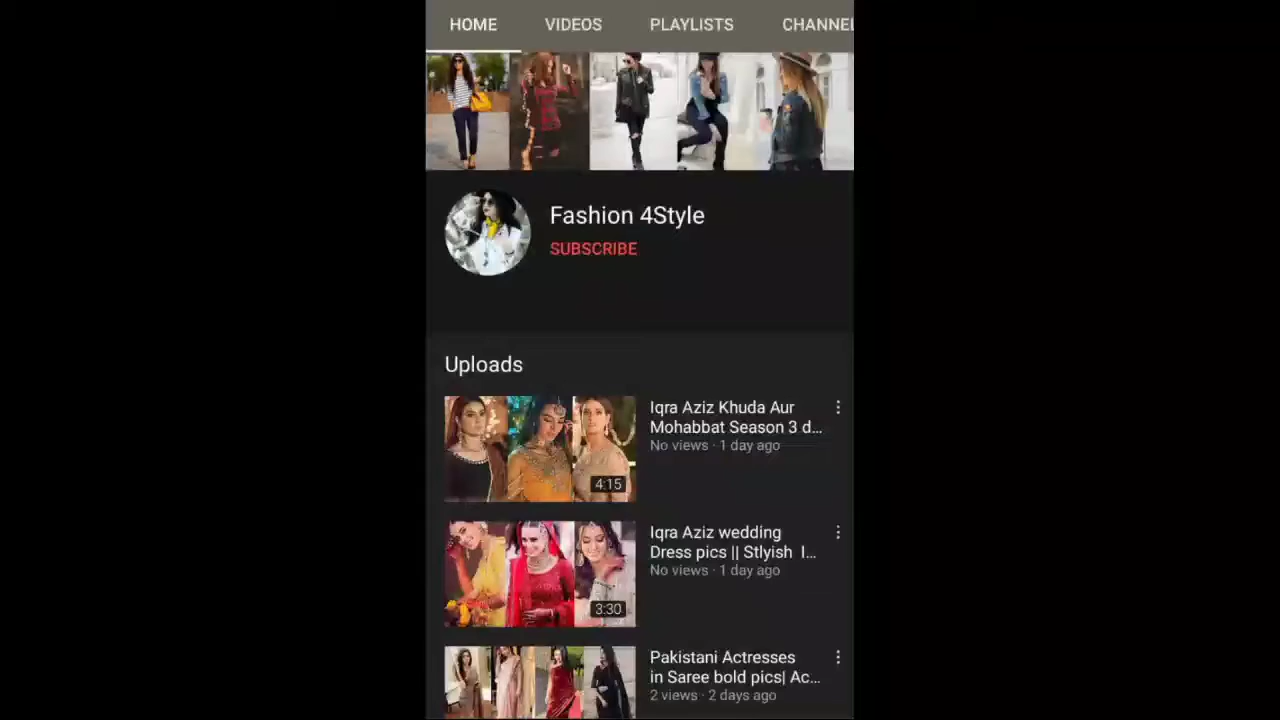 HOME VIDEOS PLAYLISTS CHANNEL
Fashion 4Style
SUBSCRIBE
Uploads
Iqra Aziz Khuda Aur
Mohabbat Season 3 d...
No views · 1 day ago
4:15
Iqra Aziz wedding
Dress pics || Stlyish I...
No views · 1 day ago
3:30
Pakistani Actresses
in Saree bold pics| Ac...
2 views · 2 days ago